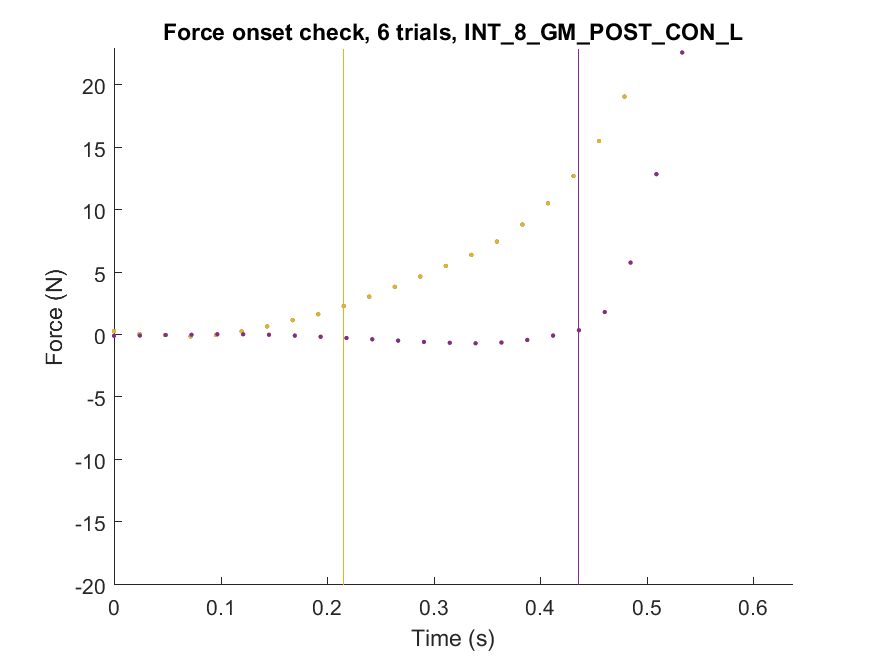 Force onset check, 6 trials, INT_8_GM_POST_CON_L
20
15
10
5
0
-5
-10
-15
-20
Force (N)
0 0.1 0.2 0.3 0.4 0.5 0.6
Time (s)